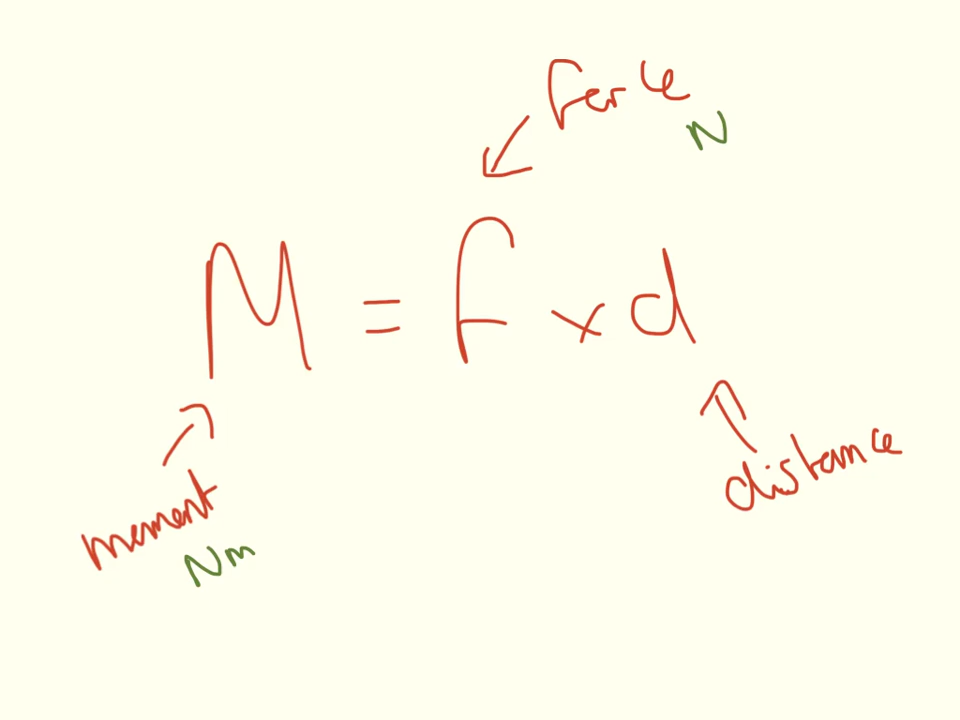 force
N
M = F x d
moment
Nm
distance